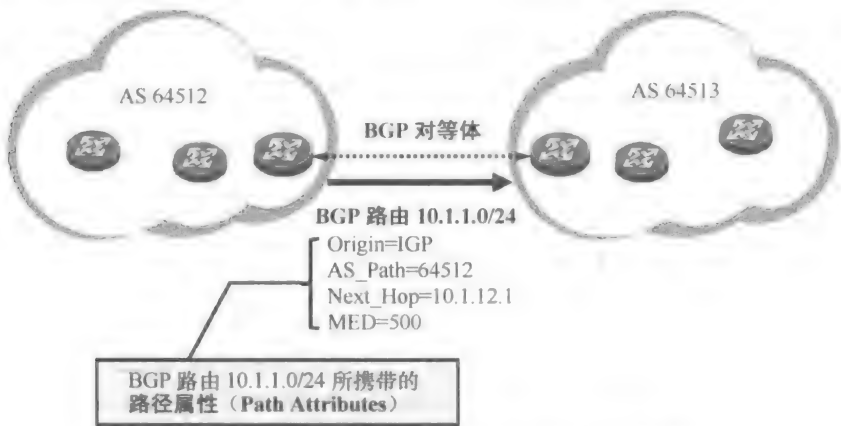 AS 64512
AS 64513
BGP 对等体
BGP 路由 10.1.1.0/24
Origin=IGP
AS_Path=64512
Next_Hop=10.1.12.1
MED=500
BGP 路由 10.1.1.0/24 所携带的
路径属性（Path Attributes）